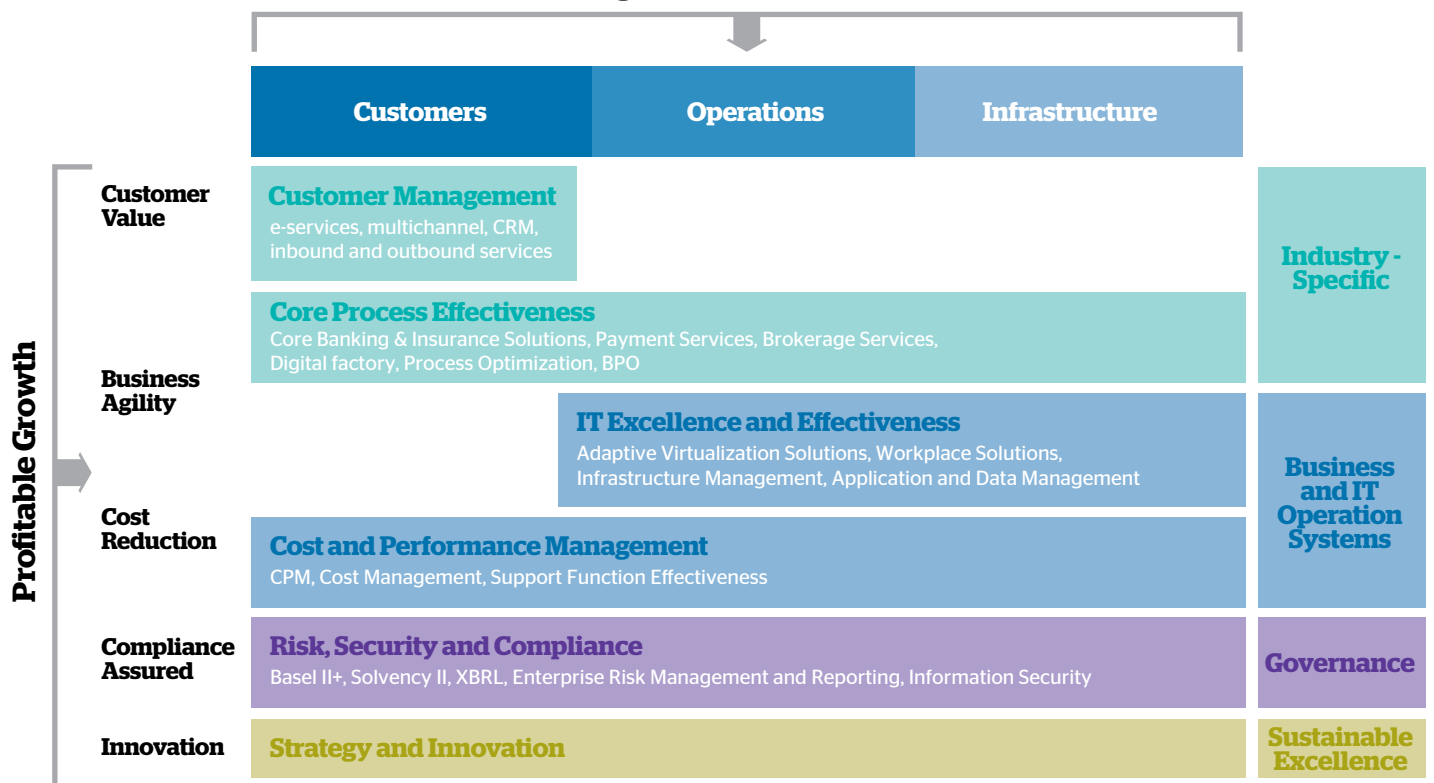 Customers
Operations
Infrastructure
Profitable Growth
Customer
Value
Customer Management
e-services, multichannel, CRM,
inbound and outbound services
Industry -
Specific
Core Process Effectiveness
Core Banking & Insurance Solutions, Payment Services, Brokerage Services,
Digital factory, Process Optimization, BPO
Business
Agility
IT Excellence and Effectiveness
Adaptive Virtualization Solutions, Workplace Solutions,
Infrastructure Management, Application and Data Management
Business
and IT
Operation
Systems
Cost
Reduction
Cost and Performance Management
CPM, Cost Management, Support Function Effectiveness
Compliance
Assured
Risk, Security and Compliance
Basel II+, Solvency II, XBRL, Enterprise Risk Management and Reporting, Information Security
Governance
Innovation
Strategy and Innovation
Sustainable
Excellence